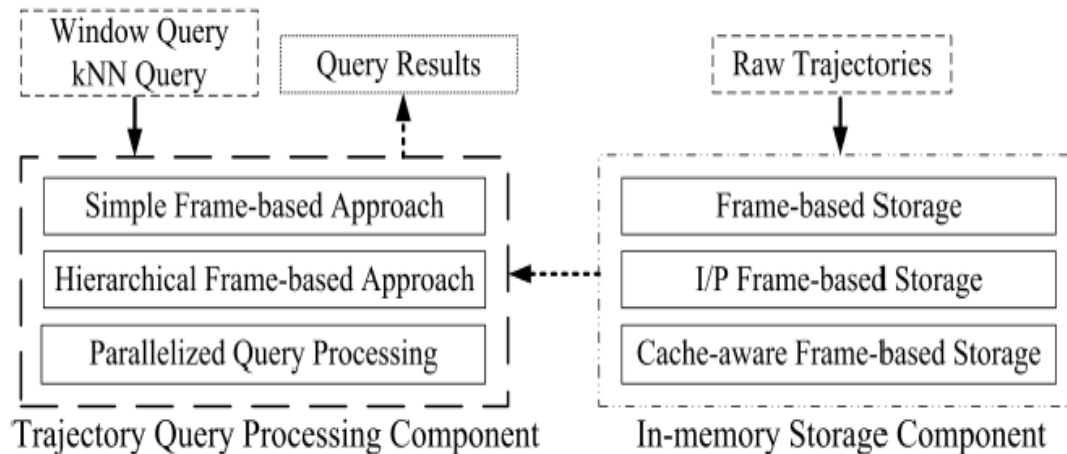 Window Query
kNN Query
Query Results
Raw Trajectories
Simple Frame-based Approach
Hierarchical Frame-based Approach
Parallelized Query Processing
Trajectory Query Processing Component
Frame-based Storage
I/P Frame-based Storage
Cache-aware Frame-based Storage
In-memory Storage Component